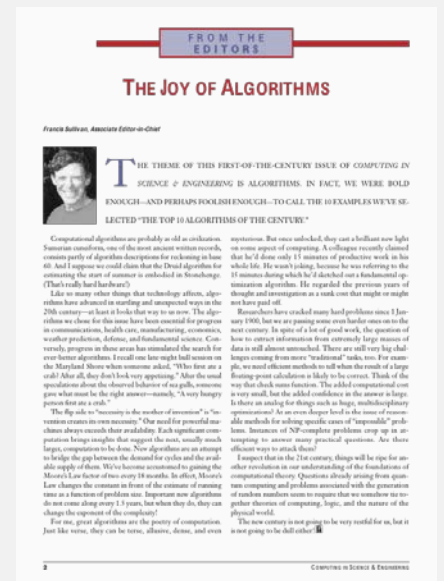 FROM THE
EDITORS
THE JOY OF ALGORITHMS
Francis Sullivan, Associate Editor-in-Chief
THE THEME OF THIS FIRST-OF-THE-CENTURY ISSUE OF COMPUTING IN
SCIENCE & ENGINEERING IS ALGORITHMS. IN FACT, WE WERE BOLD
ENOUGH—AND PERHAPS FOOLISH ENOUGH—TO CALL THE 10 EXAMPLES WE'VE SE-
LECTED "THE TOP 10 ALGORITHMS OF THE CENTURY."
Computational algorithms are probably as old as civilization.
Sumerian cuneiform, one of the most ancient written records,
consists partly of algorithm descriptions for reckoning in base
60. And I suppose we could claim that the Druid algorithm for
estimating the start of summer is embodied in Stonehenge.
(That's really hard hardware!)
Like so many other things that technology affects, algo-
rithms have advanced in startling and unexpected ways in the
20th century—at least it looks that way to us now. The algo-
rithms we chose for this issue have been essential for progress
in communications, health care, manufacturing, economics,
weather prediction, defense, and fundamental science. Con-
versely, progress in these areas has stimulated the search for
ever-better algorithms. I recall one late-night bull session on
the Maryland Shore when someone asked, "Who first ate a
crab? After all, they don't look very appetizing." After the usual
speculations about the observed behavior of sea gulls, someone
gave what must be the right answer—namely, "A very hungry
person first ate a crab."
The flip side to "necessity is the mother of invention" is "in-
vention creates its own necessity." Our need for powerful ma-
chines always exceeds their availability. Each significant com-
putation brings insights that suggest the next, usually much
larger, computation to be done. New algorithms are an attempt
to bridge the gap between the demand for cycles and the avail-
able supply of them. We've become accustomed to gaining the
Moore's Law factor of two every 18 months. In effect, Moore's
Law changes the constant in front of the estimate of running
time as a function of problem size. Important new algorithms
do not come along every 1.5 years, but when they do, they can
change the exponent of the complexity!
For me, great algorithms are the poetry of computation.
Just like verse, they can be terse, allusive, dense, and even
mysterious. But once unlocked, they cast a brilliant new light
on some aspect of computing. A colleague recently claimed
that he'd done only 15 minutes of productive work in his
whole life. He wasn't joking, because he was referring to the
15 minutes during which he'd sketched out a fundamental op-
timization algorithm. He regarded the previous years of
thought and investigation as a sunk cost that might or might
not have paid off.
Researchers have cracked many hard problems since 1 Jan-
uary 1900, but we are passing some even harder ones on to the
next century. In spite of a lot of good work, the question of
how to extract information from extremely large masses of
data is still almost untouched. There are still very big chal-
lenges coming from more "traditional" tasks, too. For exam-
ple, we need efficient methods to tell when the result of a large
floating-point calculation is likely to be correct. Think of the
way that check sums function. The added computational cost
is very small, but the added confidence in the answer is large.
Is there an analog for things such as huge, multidisciplinary
optimizations? At an even deeper level is the issue of reason-
able methods for solving specific cases of "impossible" prob-
lems. Instances of NP-complete problems crop up in at-
tempting to answer many practical questions. Are there
efficient ways to attack them?
I suspect that in the 21st century, things will be ripe for an-
other revolution in our understanding of the foundations of
computational theory. Questions already arising from quan-
tum computing and problems associated with the generation
of random numbers seem to require that we somehow tie to-
gether theories of computing, logic, and the nature of the
physical world.
The new century is not going to be very restful for us, but it
is not going to be dull either!
2
COMPUTING IN SCIENCE & ENGINEERING